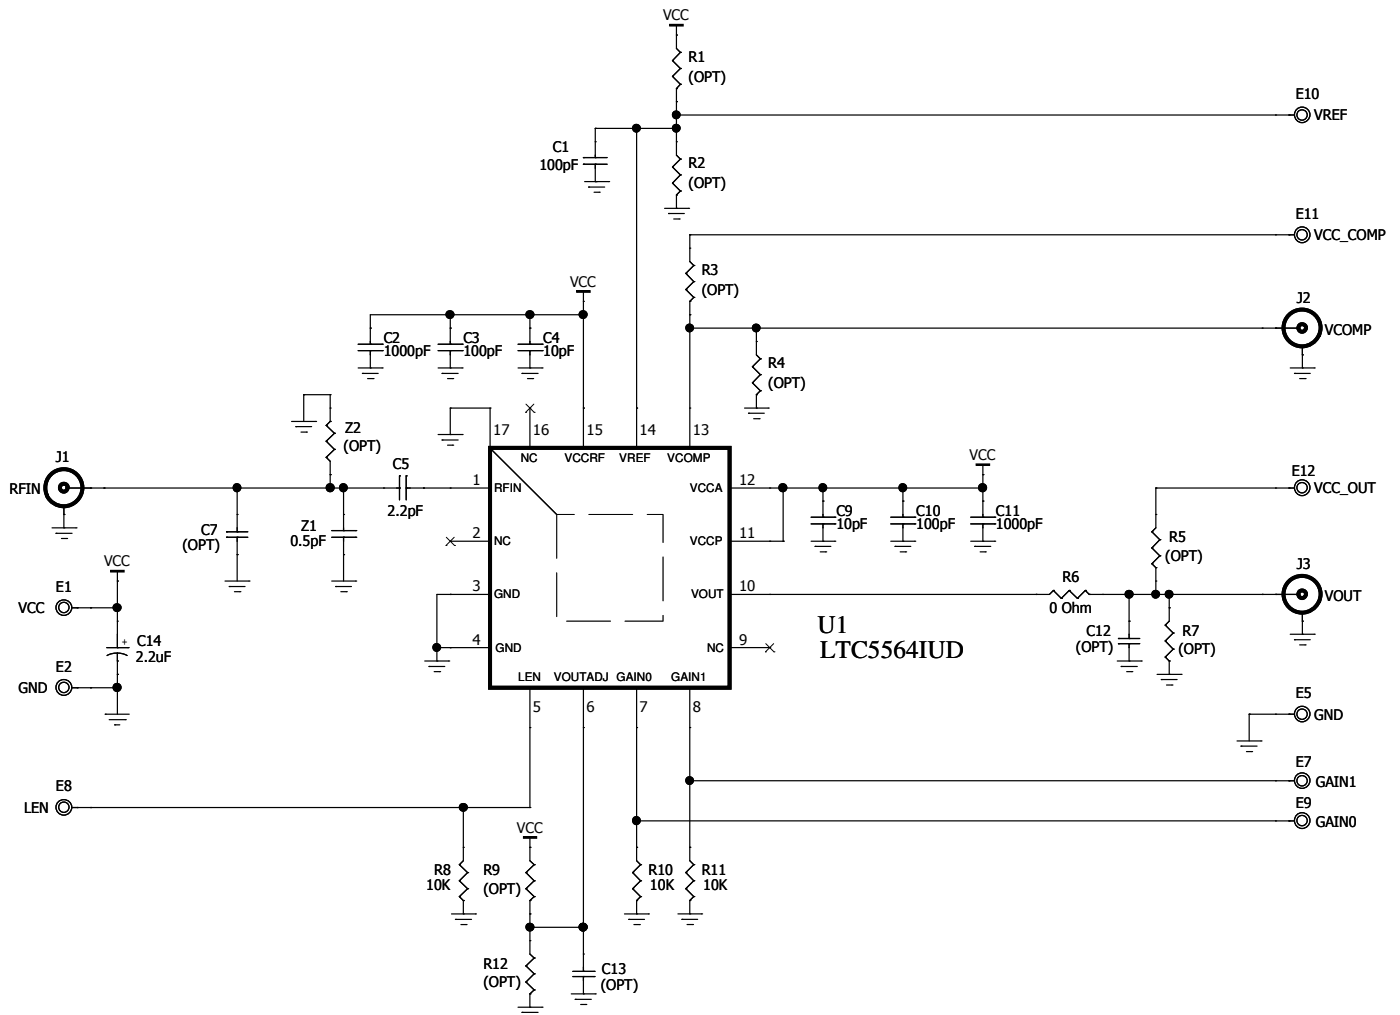 VCC
R1
(OPT)
E10
VREF
C1
100pF
R2
(OPT)
E11
VCC_COMP
R3
(OPT)
VCC
J2
VCOMP
C2
1000pF
C3
100pF
C4
10pF
R4
(OPT)
Z2
(OPT)
17
16
15
14
13
NC
VCCRF
VREF
VCOMP
J1
RFIN
C5
2.2pF
1
RFIN
VCCA
12
VCC
E12
VCC_OUT
C7
(OPT)
Z1
0.5pF
2
NC
VCCP
11
C9
10pF
C10
100pF
C11
1000pF
R5
(OPT)
VCC
E1
VCC
3
GND
VOUT
10
R6
0 Ohm
J3
VOUT
C14
+
2.2uF
4
GND
NC
9
U1
LTC5564IUD
C12
(OPT)
R7
(OPT)
E2
GND
LEN
VOUTADJ
GAIN0
GAIN1
5
6
7
8
E5
GND
E7
GAIN1
E8
LEN
E9
GAIN0
VCC
R8
10K
R9
(OPT)
R10
10K
R11
10K
R12
(OPT)
C13
(OPT)